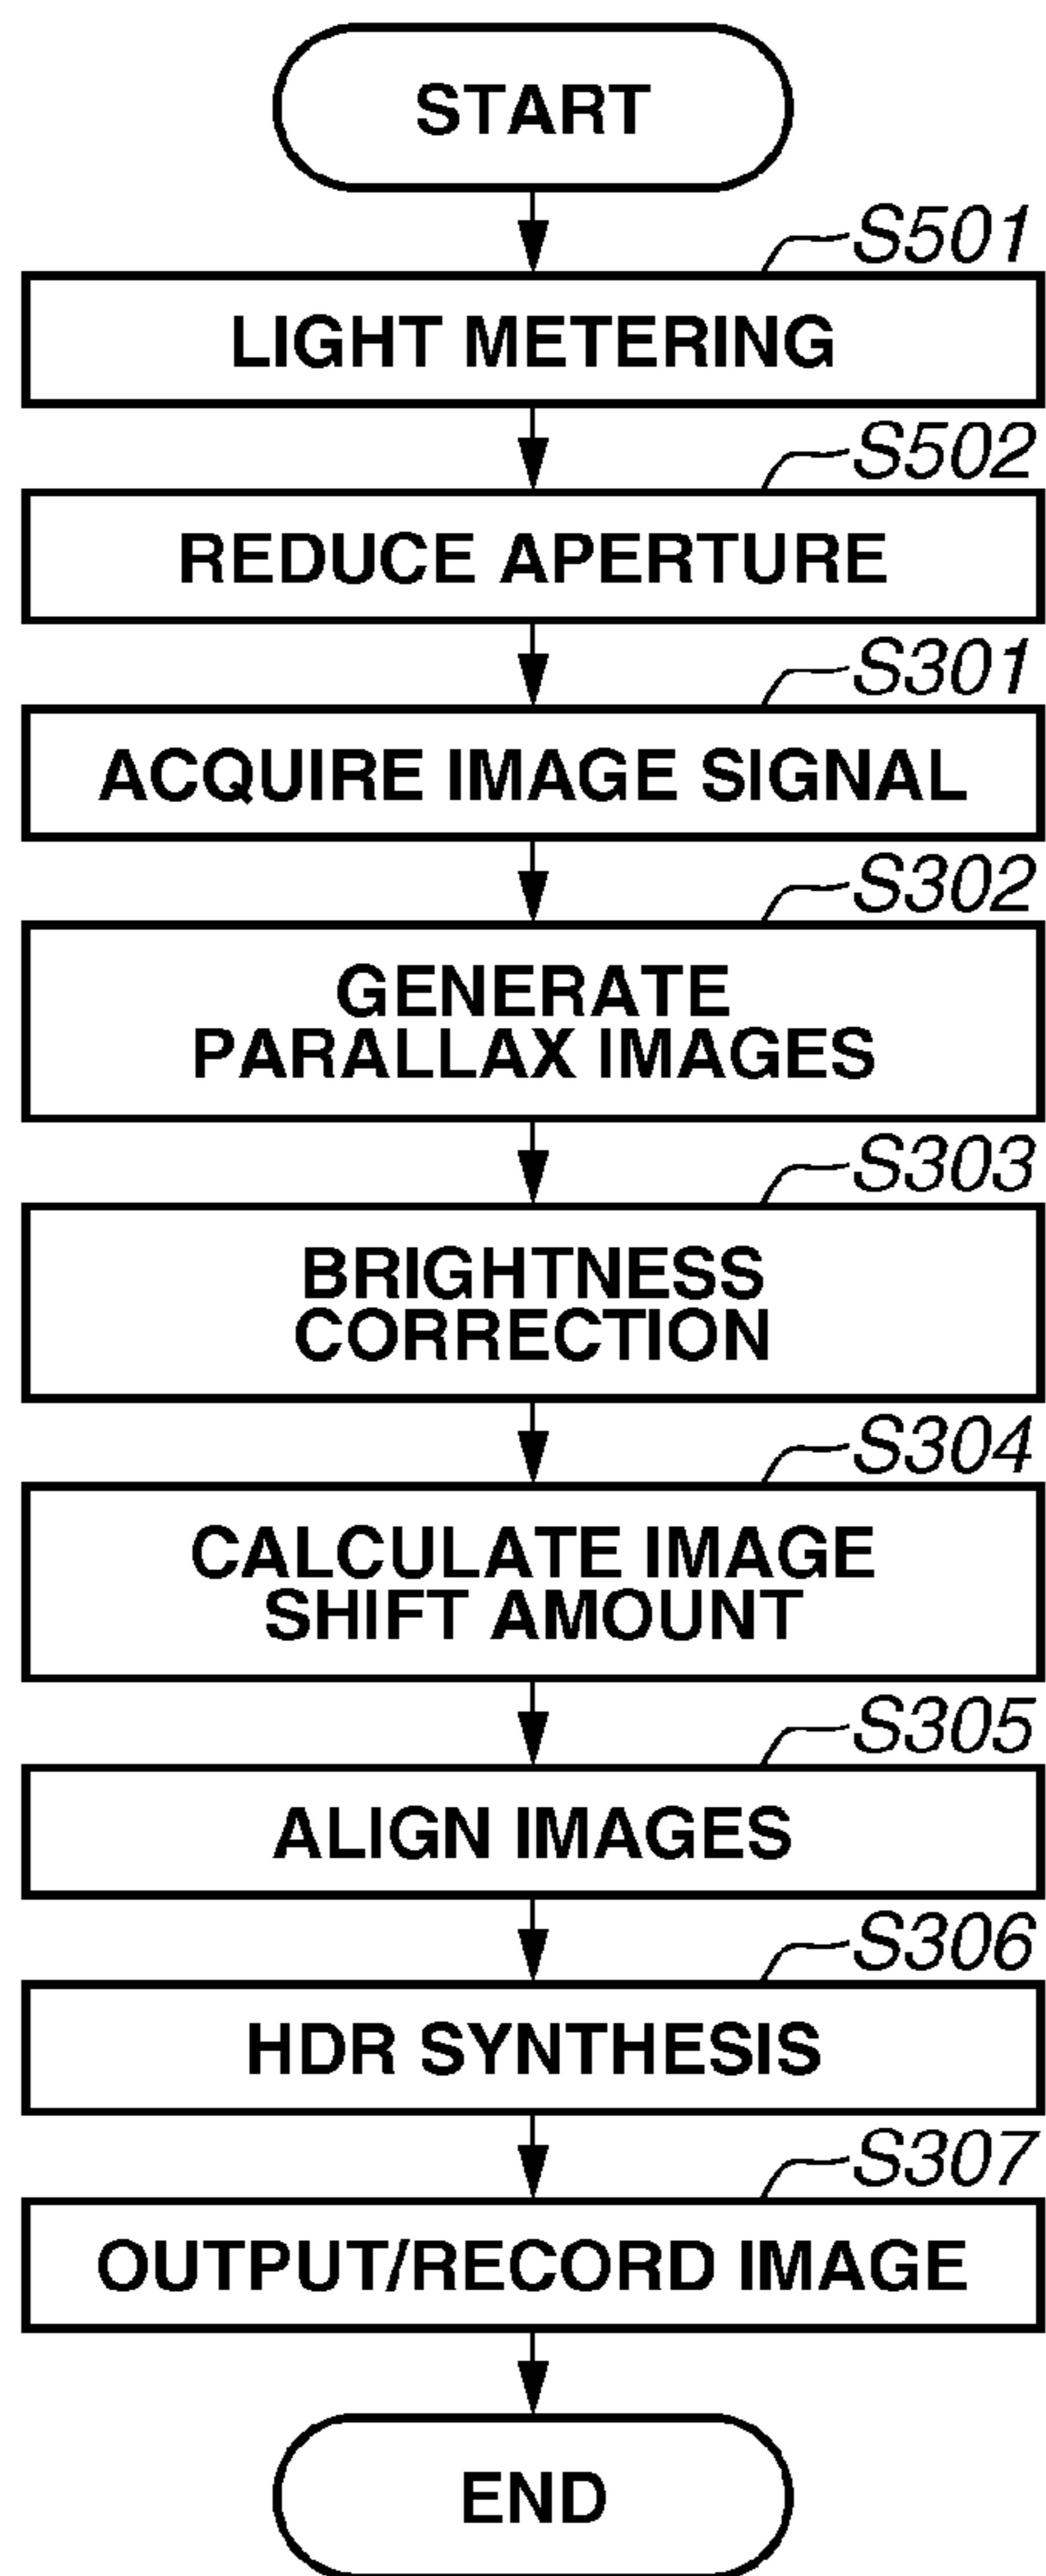 START
S501
LIGHT METERING
S502
REDUCE APERTURE
S301
ACQUIRE IMAGE SIGNAL
S302
GENERATE
PARALLAX IMAGES
S303
BRIGHTNESS
CORRECTION
S304
CALCULATE IMAGE
SHIFT AMOUNT
S305
ALIGN IMAGES
S306
HDR SYNTHESIS
S307
OUTPUT/RECORD IMAGE
END